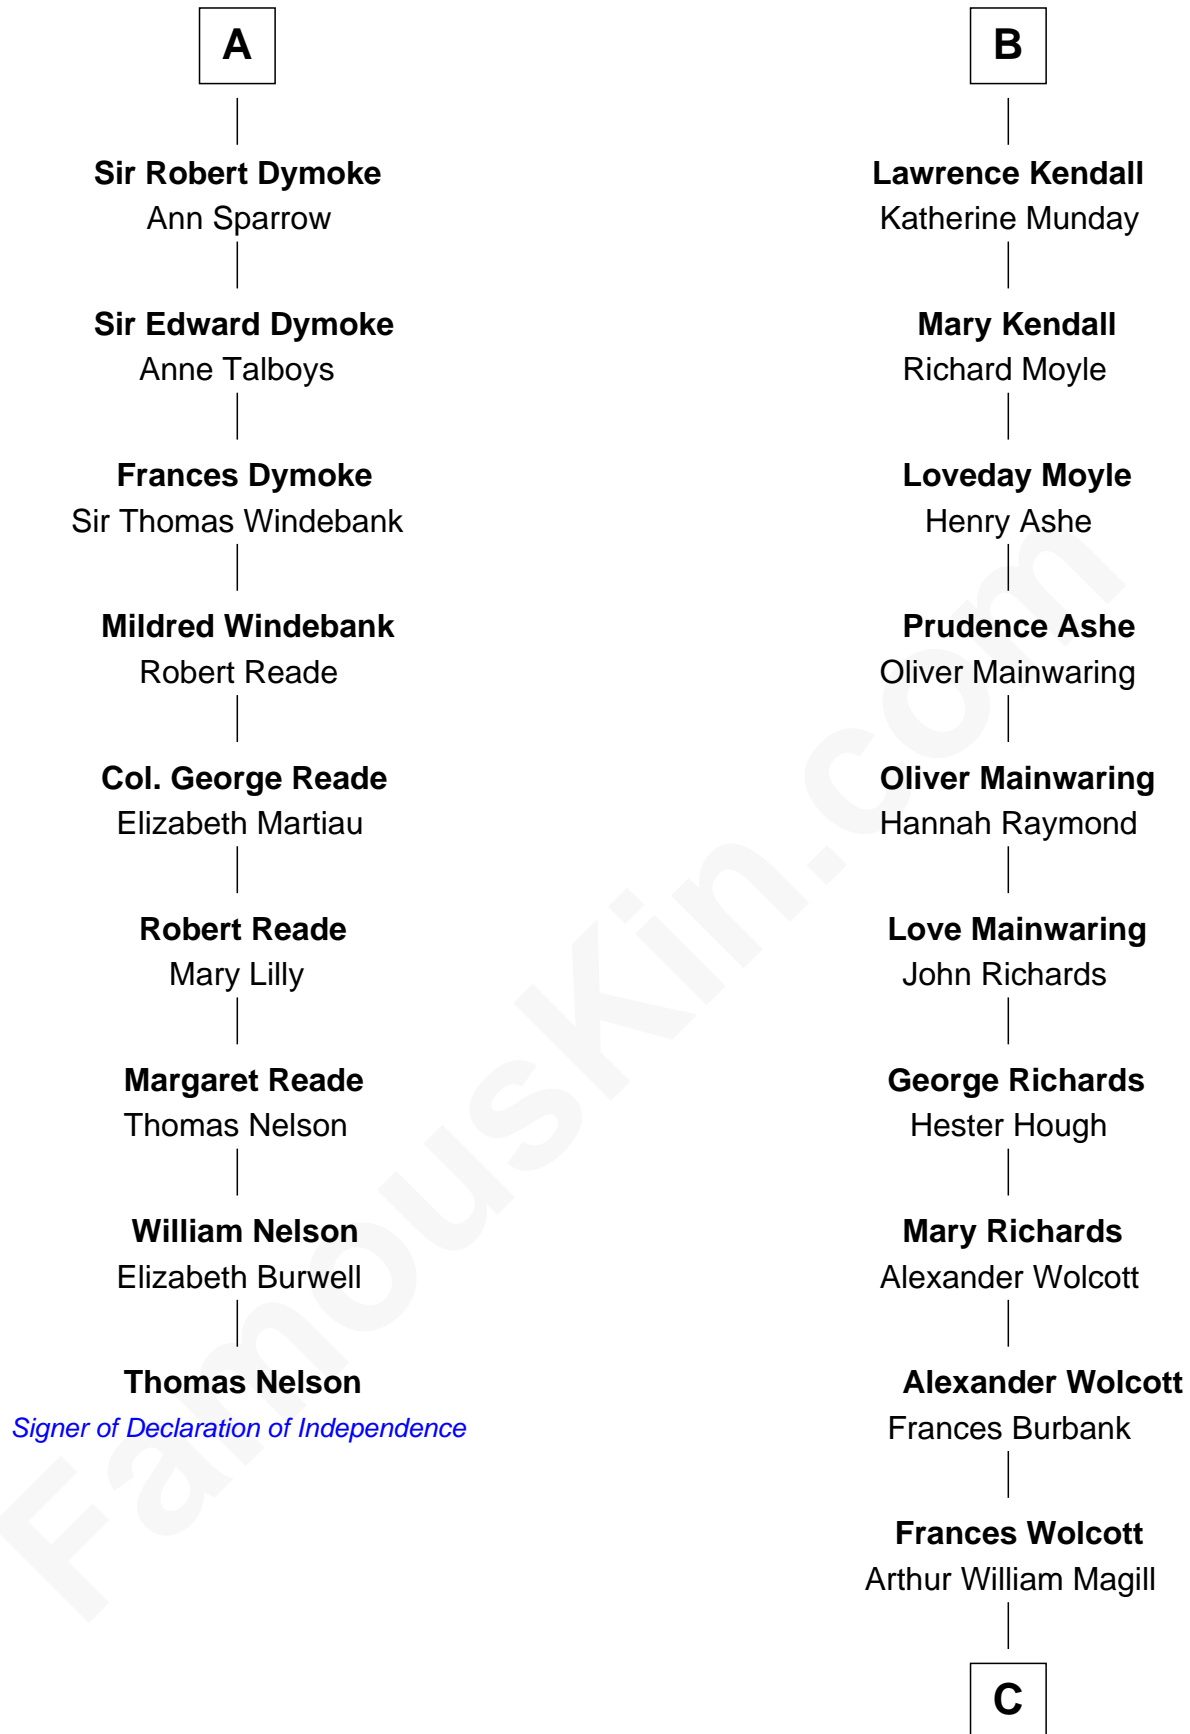 A
Sir Robert Dymoke
Ann Sparrow
Sir Edward Dymoke
Anne Talboys
Frances Dymoke
Sir Thomas Windebank
Mildred Windebank
Robert Reade
Col. George Reade
Elizabeth Martiau
Robert Reade
Mary Lilly
Margaret Reade
Thomas Nelson
William Nelson
Elizabeth Burwell
Thomas Nelson
Signer of Declaration of Independence
B
Lawrence Kendall
Katherine Munday
Mary Kendall
Richard Moyle
Loveday Moyle
Henry Ashe
Prudence Ashe
Oliver Mainwaring
Oliver Mainwaring
Hannah Raymond
Love Mainwaring
John Richards
George Richards
Hester Hough
Mary Richards
Alexander Wolcott
Alexander Wolcott
Frances Burbank
Frances Wolcott
Arthur William Magill
C
FamousKin.com